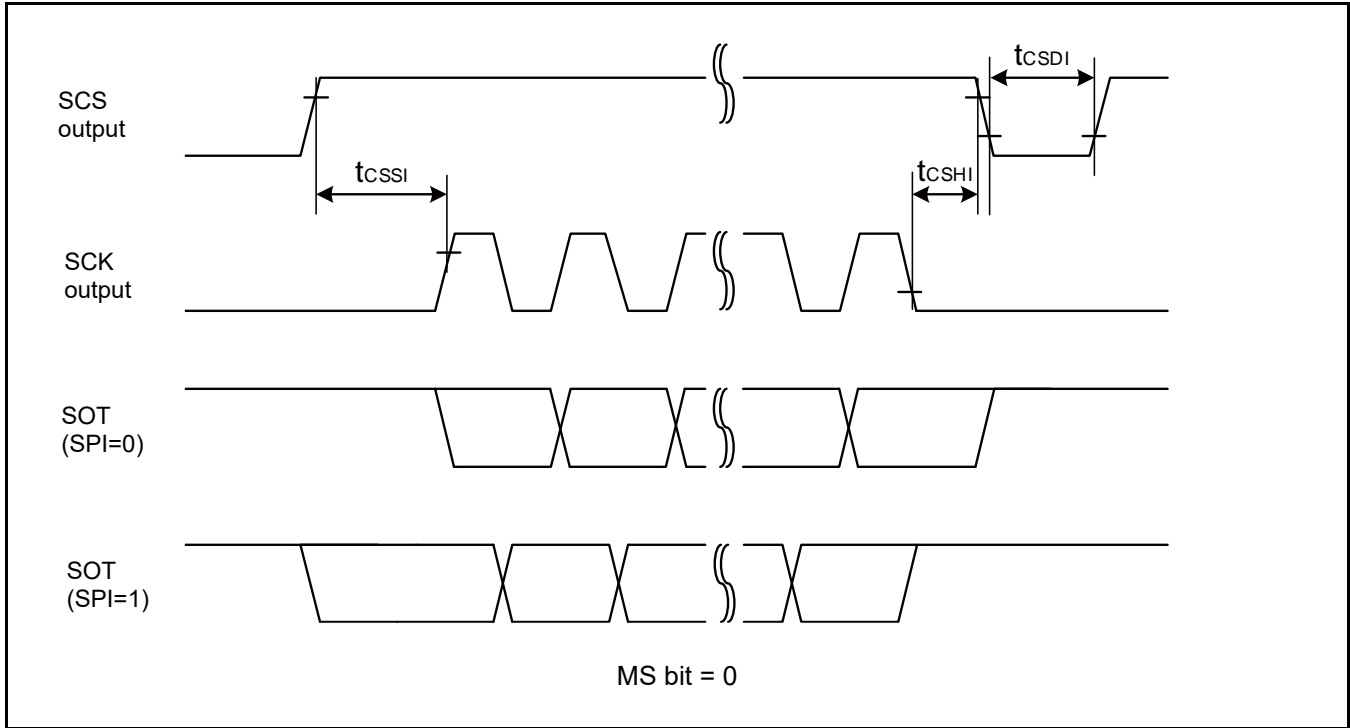 SCS
output
tCSDI
tCSSI
tCSHI
SCK
output
SOT
(SPI=0)
SOT
(SPI=1)
MS bit = 0